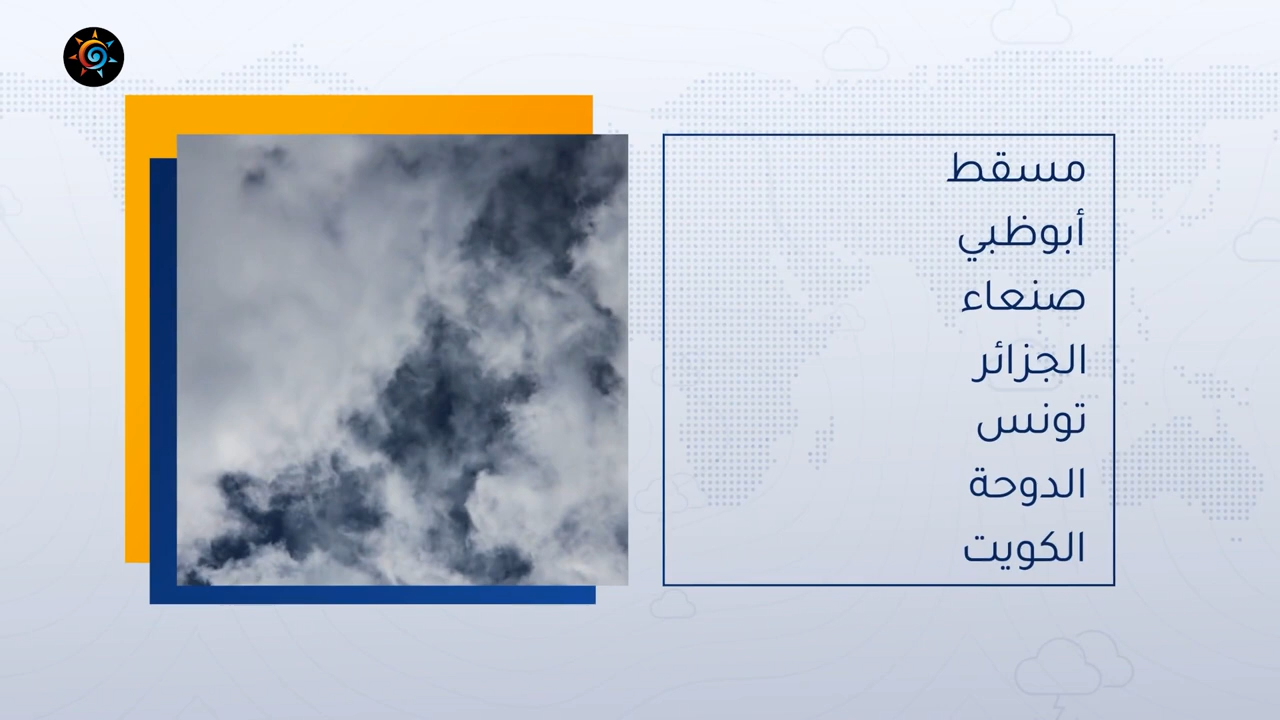 مسقط
أبوظبي
صنعاء
الجزائر
تونس
الدوحة
الكويت